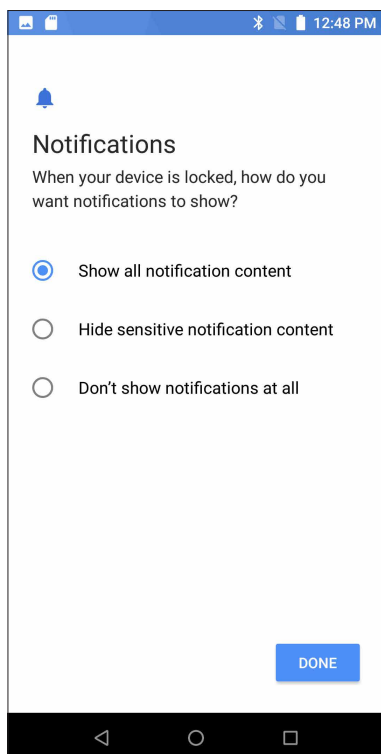 12:48 PM
Notifications
When your device is locked, how do you
want notifications to show?
Show all notification content
Hide sensitive notification content
Don't show notifications at all
DONE